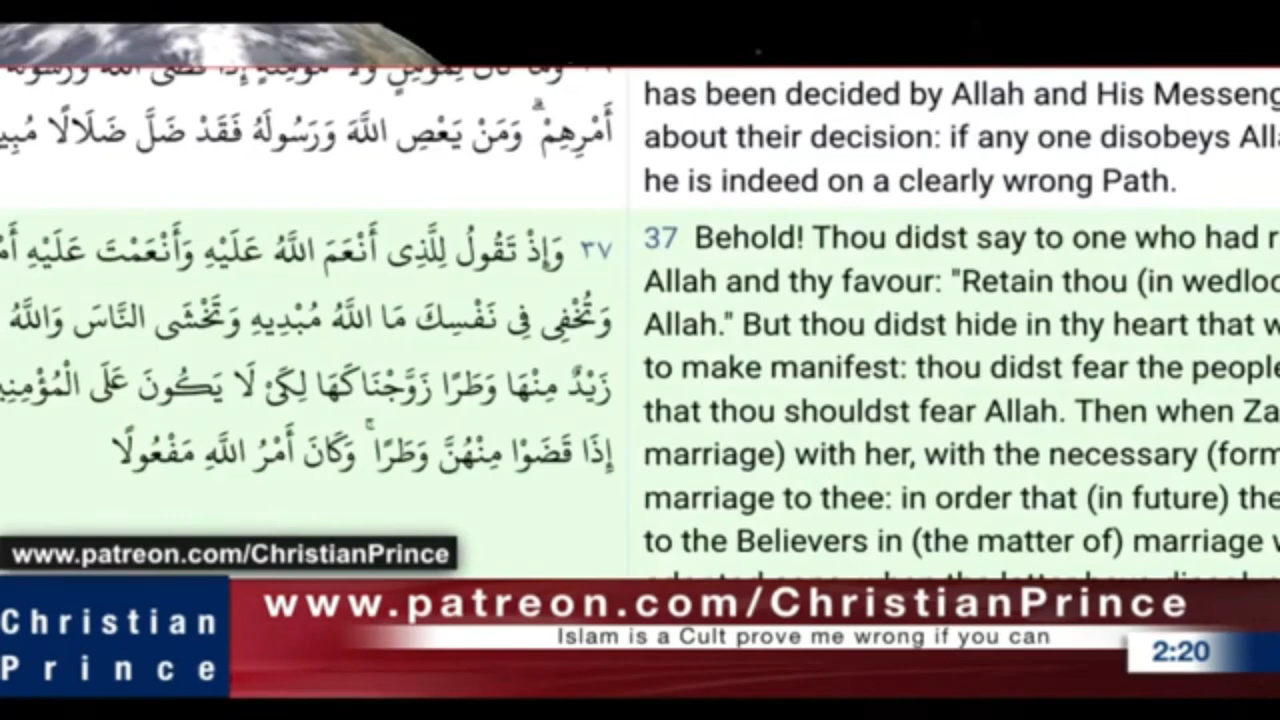 أَمْرِهِمْ ۗ وَمَنْ يَعْصِ اللَّهَ وَرَسُولَهُ فَقَدْ ضَلَّ ضَلَالًا
٣٧ وَإِذْ تَقُولُ لِلَّذِى أَنْعَمَ اللَّهُ عَلَيْهِ وَأَنْعَمْتَ عَلَيْهِ
وَتُخْفِى فِى نَفْسِكَ مَا اللَّهُ مُبْدِيهِ وَتَخْشَى النَّاسَ وَاللَّهُ
زَيْدٌ مِنْهَا وَطَرًا زَوَّجْنَاكَهَا لِكَىْ لَا يَكُونَ عَلَى
إِذَا قَضَوْا مِنْهُنَّ وَطَرًا ۚ وَكَانَ أَمْرُ اللَّهِ مَفْعُولًا
has been decided by Allah and His Messeng
about their decision: if any one disobeys All
he is indeed on a clearly wrong Path.
37 Behold! Thou didst say to one who had r
Allah and thy favour: "Retain thou (in wedloc
Allah." But thou didst hide in thy heart that w
to make manifest: thou didst fear the people
that thou shouldst fear Allah. Then when Za
marriage) with her, with the necessary (form
marriage to thee: in order that (in future) the
to the Believers in (the matter of) marriage w
www.patreon.com/ChristianPrince
www.patreon.com/ChristianPrince
Islam is a Cult prove me wrong if you can
Christian
Prince
2:20